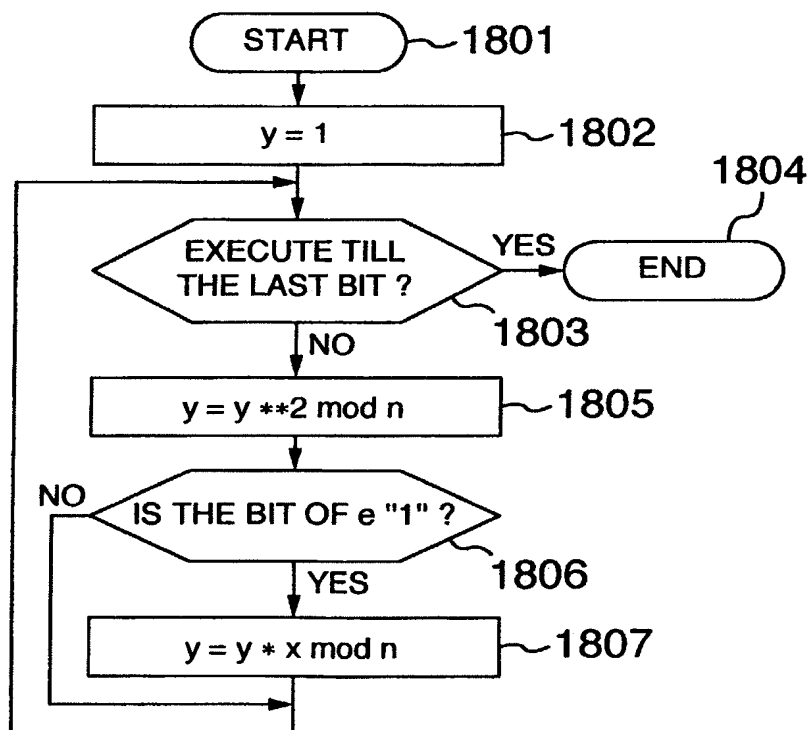 START
1801
y = 1
1802
1804
EXECUTE TILL
THE LAST BIT ?
YES
END
1803
NO
y = y **2 mod n
1805
NO
IS THE BIT OF e "1" ?
1806
YES
y = y * x mod n
1807